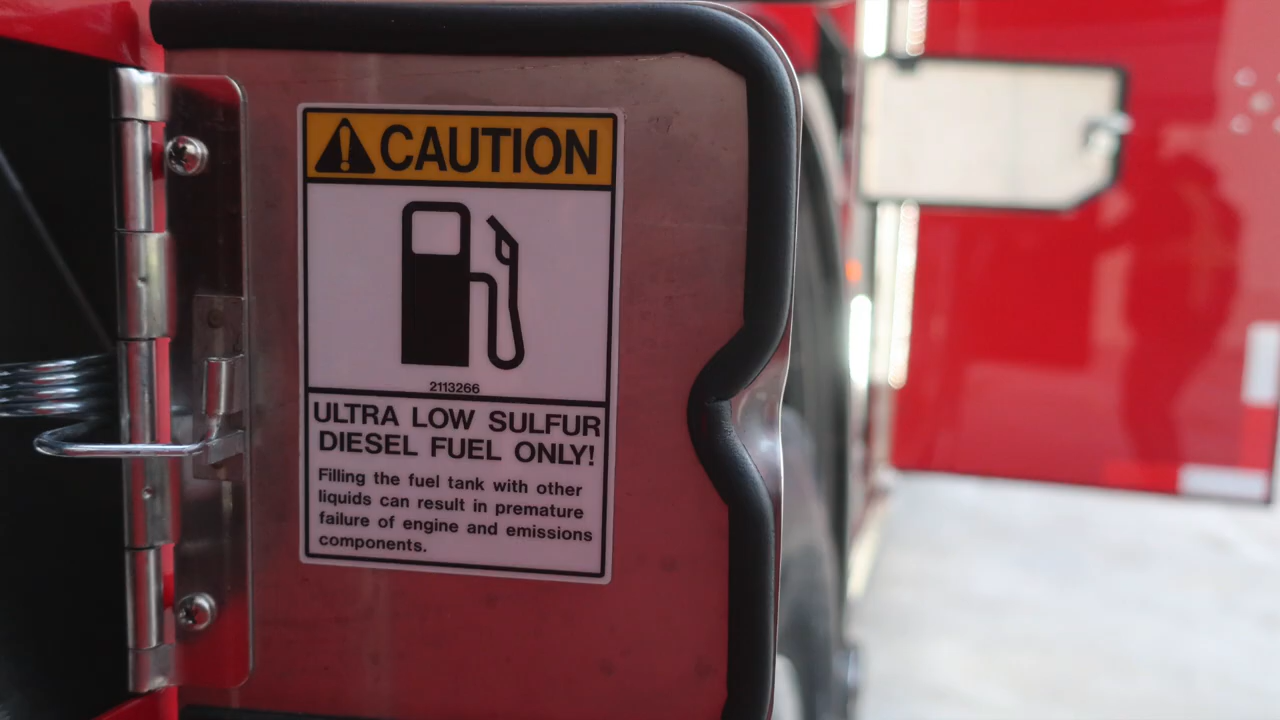 CAUTION
2113266
ULTRA LOW SULFUR
DIESEL FUEL ONLY!
Filling the fuel tank with other
liquids can result in premature
failure of engine and emissions
components.